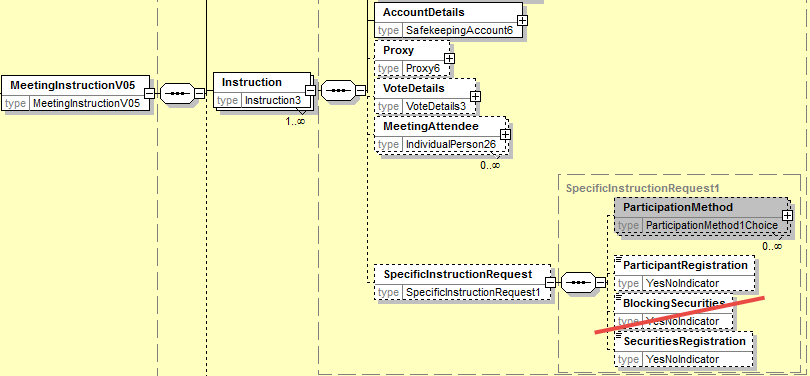 AccountDetails
type SafekeepingAccount6
Proxy
type Proxy6
MeetingInstructionV05
type MeetingInstructionV05
Instruction
type Instruction3
1..∞
VoteDetails
type VoteDetails3
MeetingAttendee
type IndividualPerson26
0..∞
SpecificInstructionRequest1
ParticipationMethod
type ParticipationMethod1Choice
0..∞
SpecificInstructionRequest
type SpecificInstructionRequest1
ParticipantRegistration
type YesNoIndicator
BlockingSecurities
type YesNoIndicator
SecuritiesRegistration
type YesNoIndicator